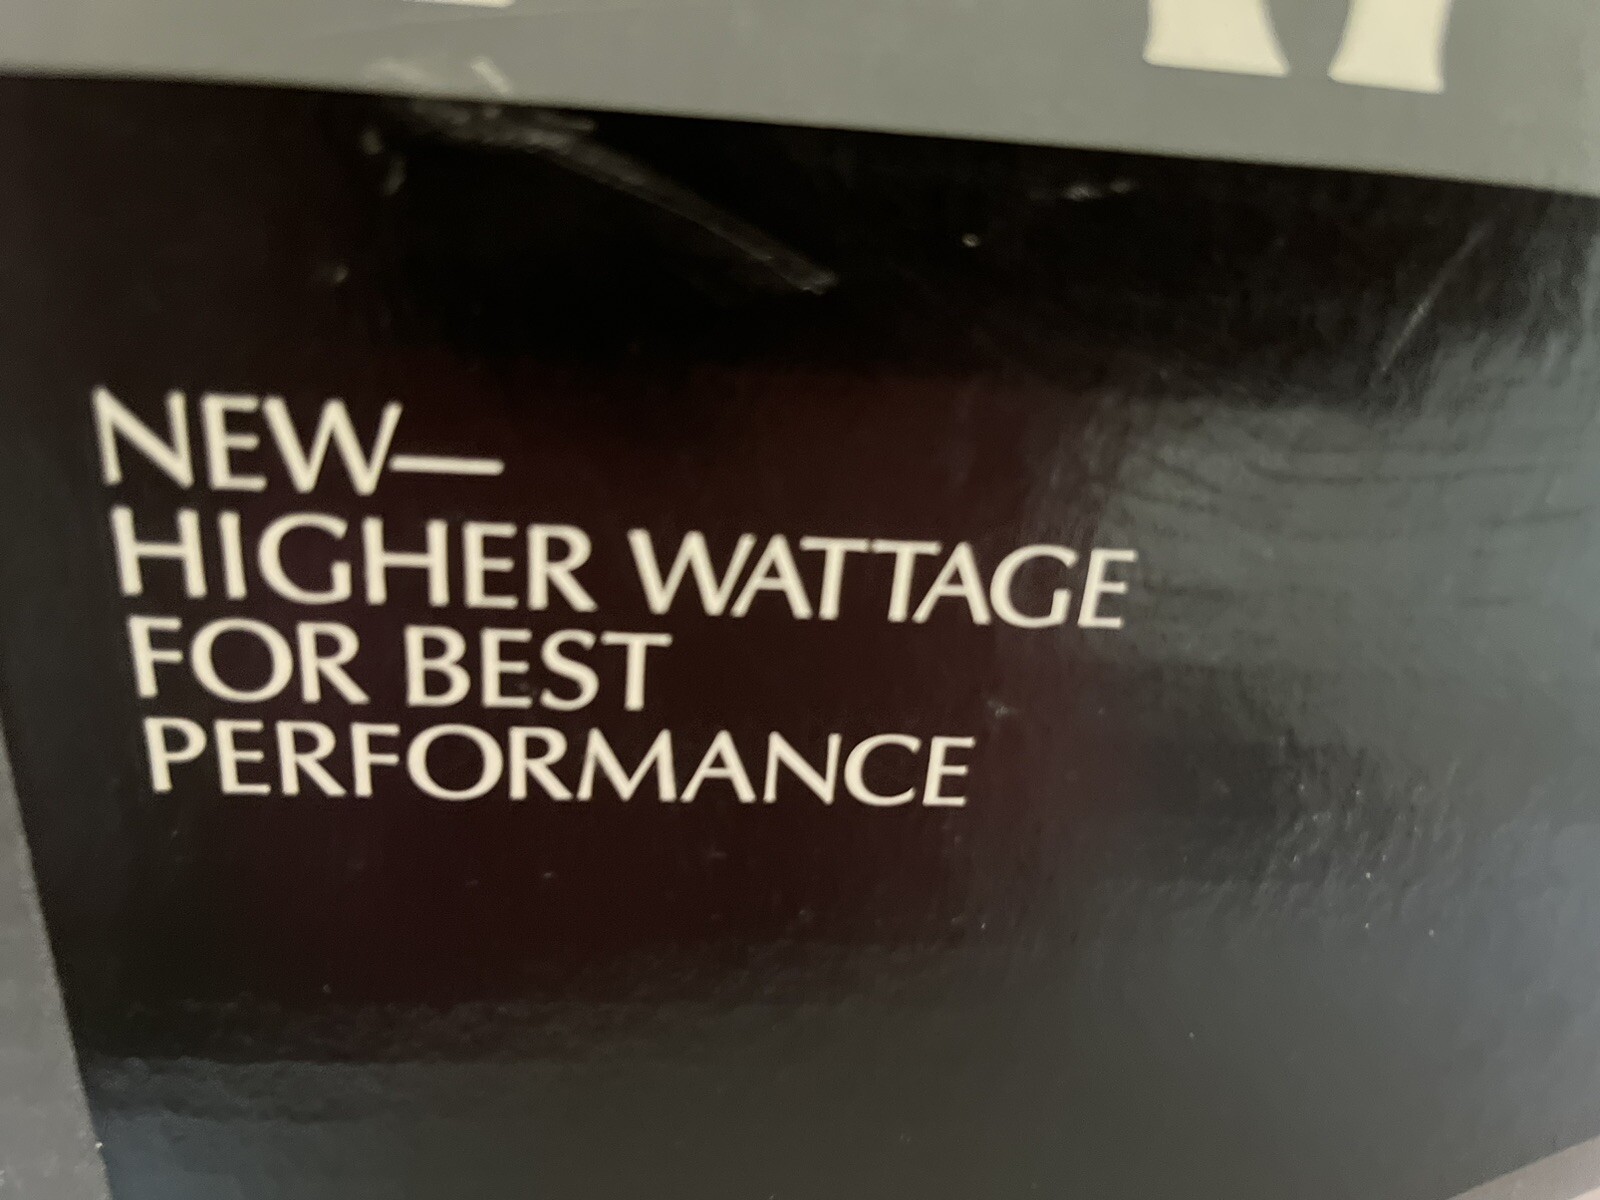 NEW—
HIGHER WATTAGE
FOR BEST
PERFORMANCE